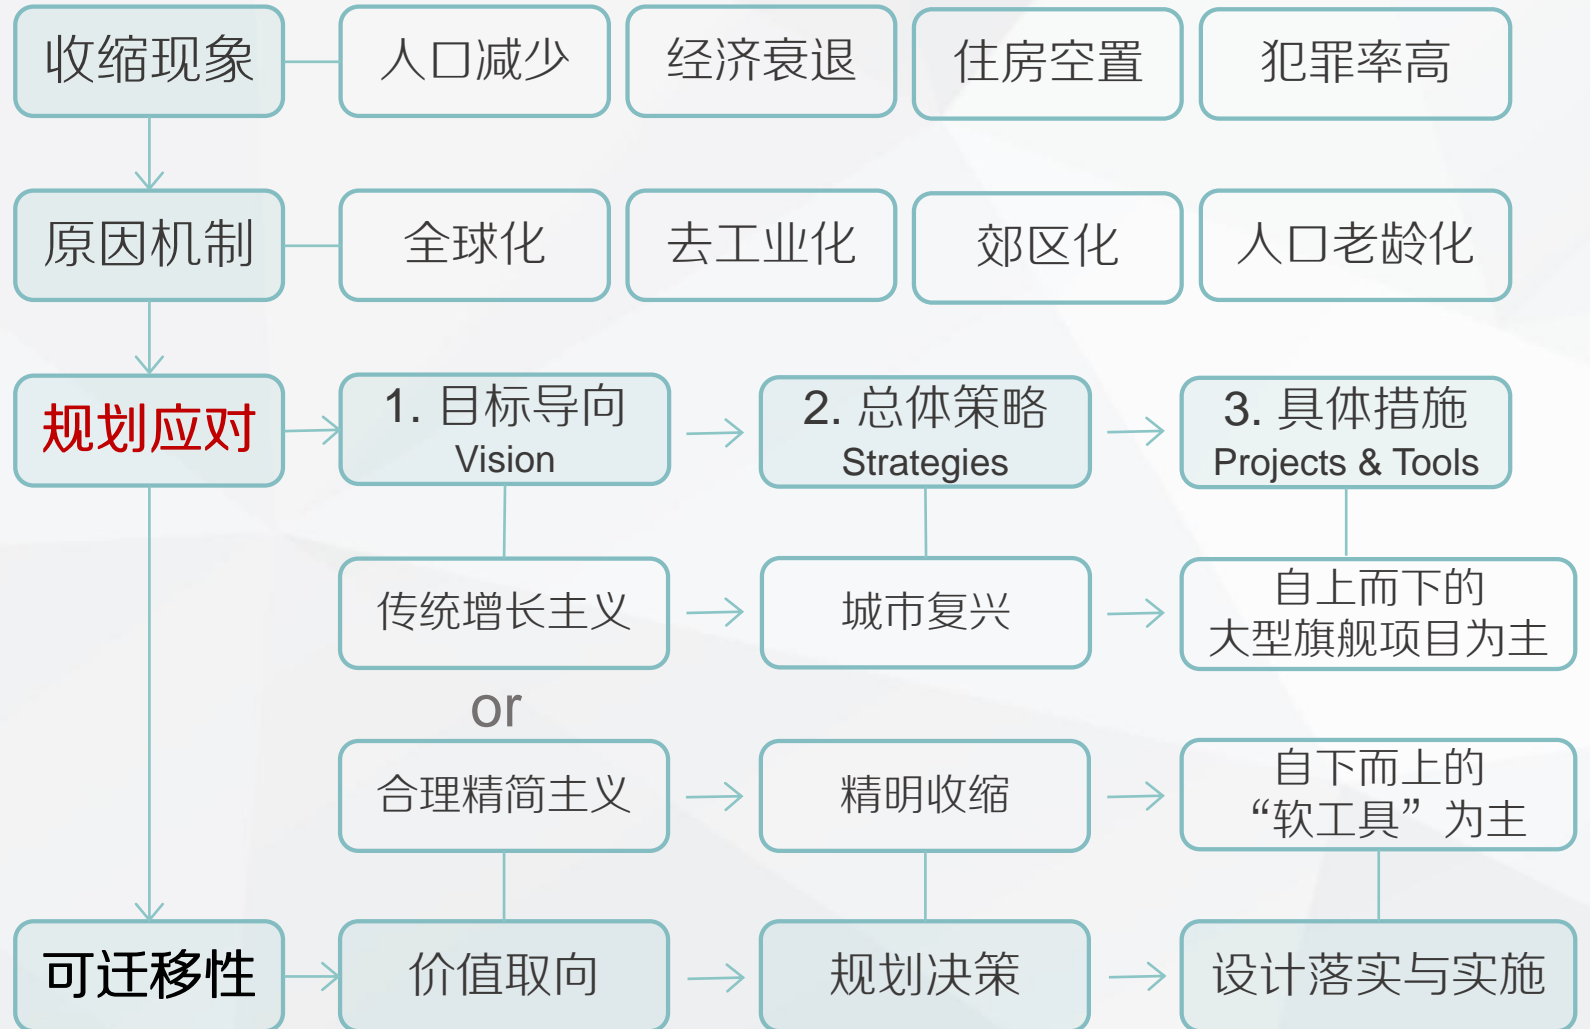 收缩现象
人口减少
经济衰退
住房空置
犯罪率高
原因机制
全球化
去工业化
郊区化
人口老龄化
规划应对
1. 目标导向
Vision
2. 总体策略
Strategies
3. 具体措施
Projects & Tools
传统增长主义
城市复兴
自上而下的
大型旗舰项目为主
or
合理精简主义
精明收缩
自下而上的
“软工具”为主
可迁移性
价值取向
规划决策
设计落实与实施